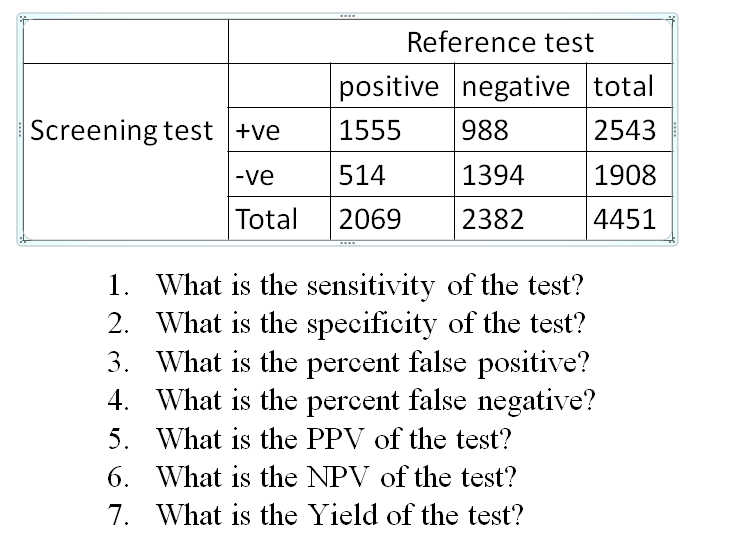 Reference test
positive negative total
Screening test +ve 1555 988 2543
-ve 514 1394 1908
Total 2069 2382 4451
1. What is the sensitivity of the test?
2. What is the specificity of the test?
3. What is the percent false positive?
4. What is the percent false negative?
5. What is the PPV of the test?
6. What is the NPV of the test?
7. What is the Yield of the test?